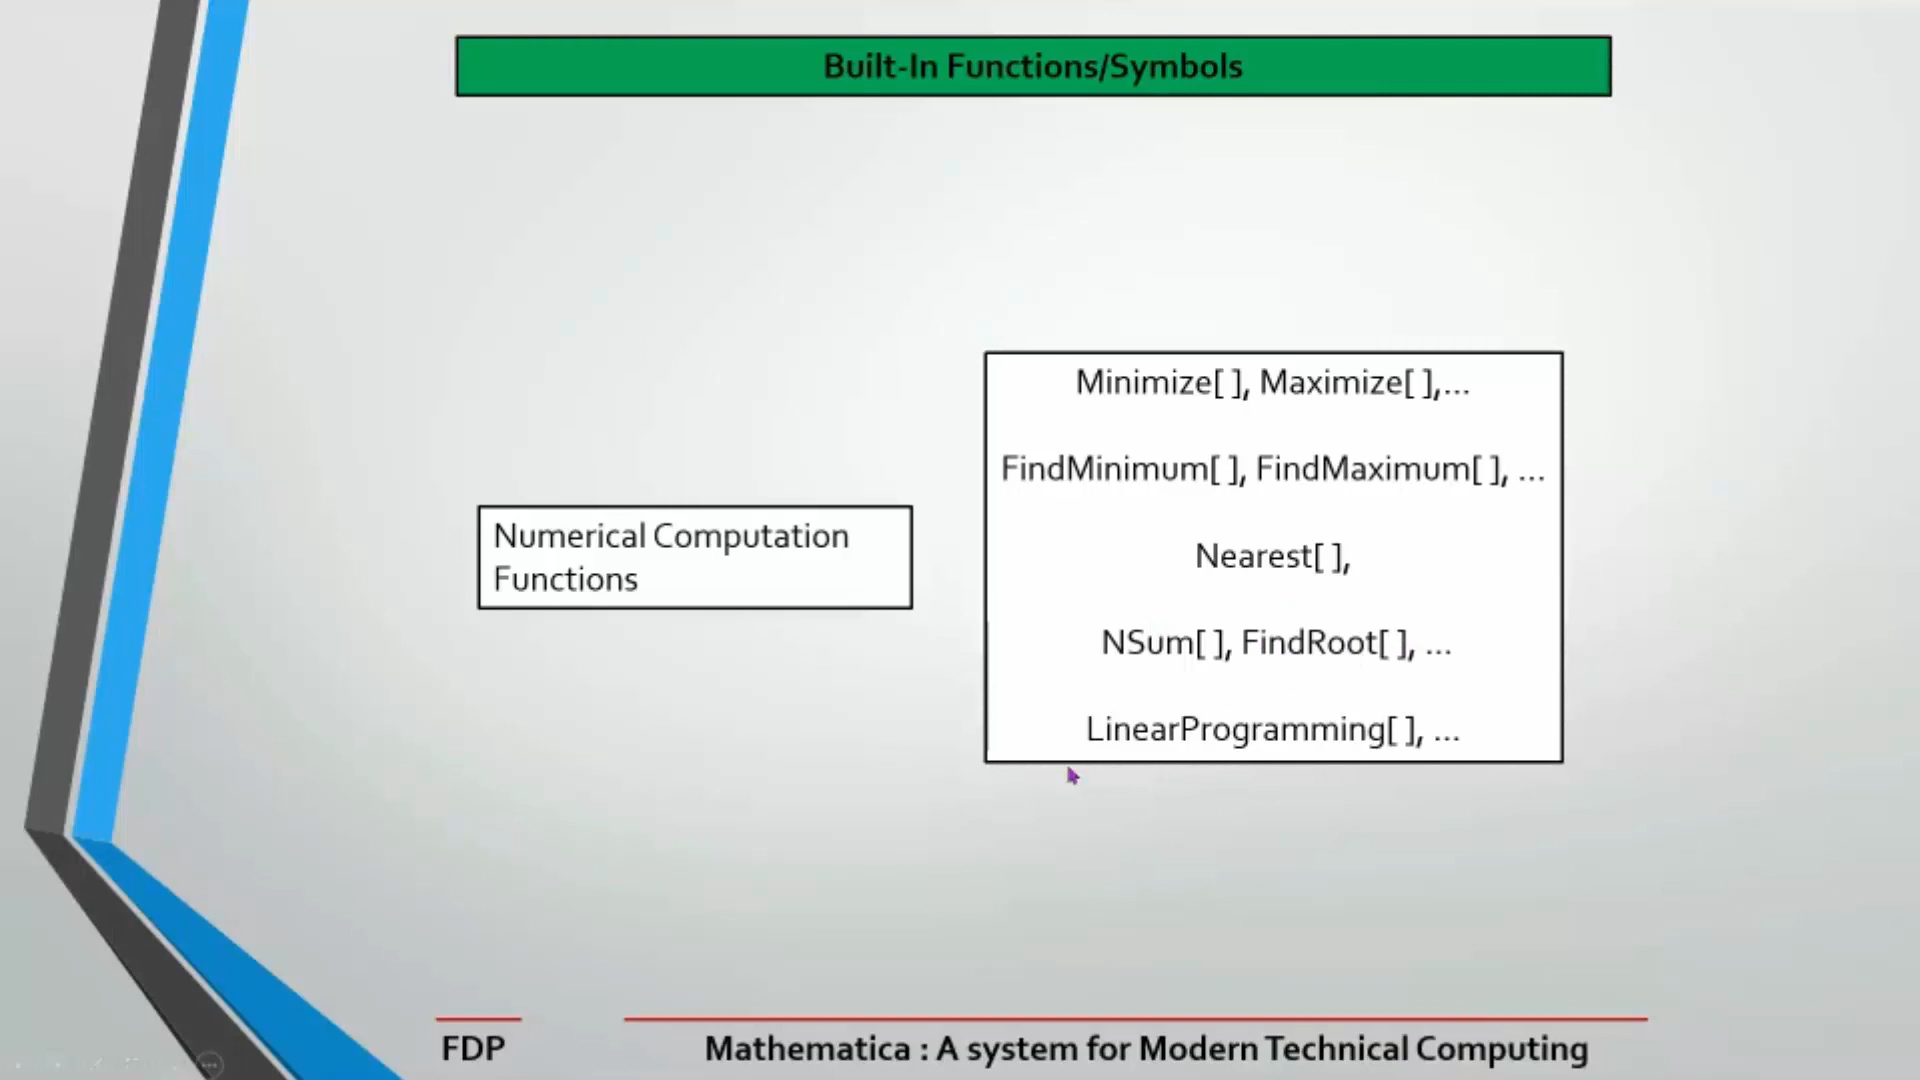 Built-In Functions/Symbols
Numerical Computation
Functions
Minimize[ ], Maximize[ ],...
FindMinimum[ ], FindMaximum[ ], ...
Nearest[ ],
NSum[ ], FindRoot[ ], ...
LinearProgramming[ ], ...
FDP
Mathematica : A system for Modern Technical Computing